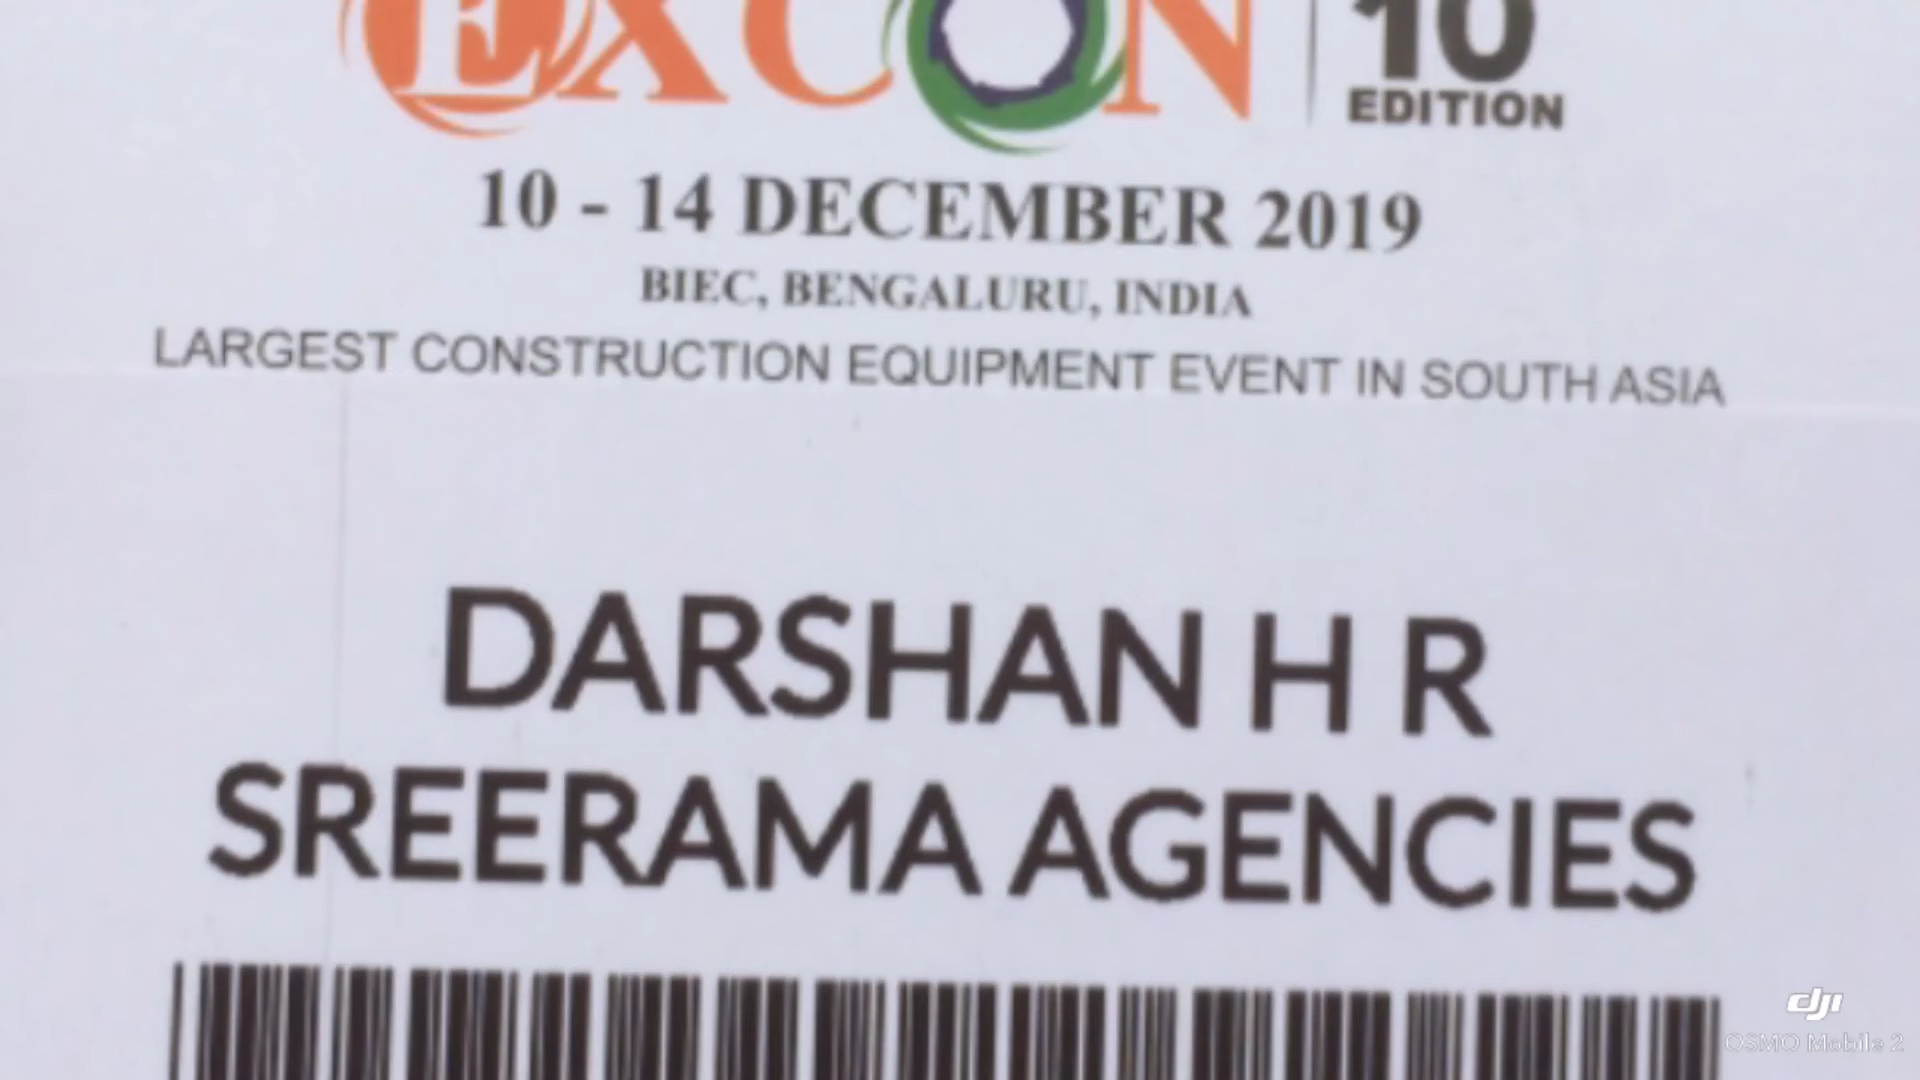 EXCON
10
EDITION
10 - 14 DECEMBER 2019
BIEC, BENGALURU, INDIA
LARGEST CONSTRUCTION EQUIPMENT EVENT IN SOUTH ASIA
DARSHAN H R
SREERAMA AGENCIES
dji
OSMO Mobile 2